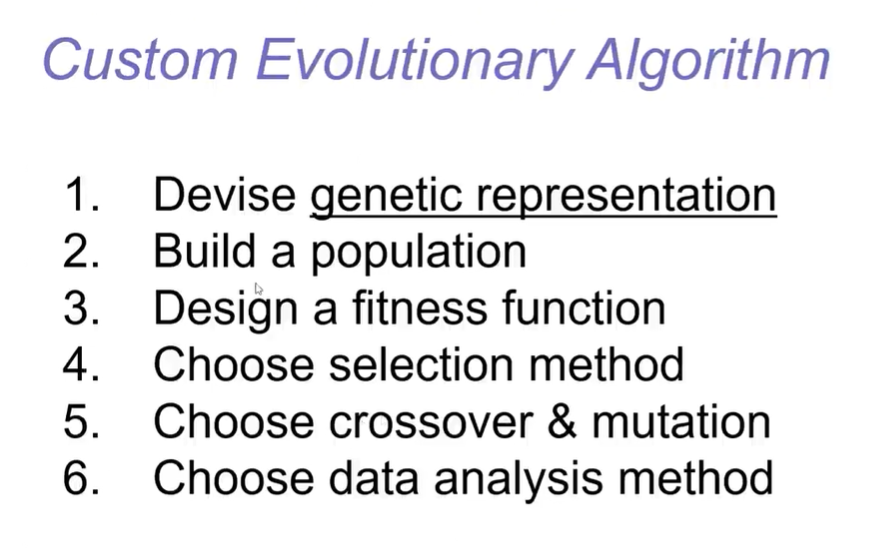 Custom Evolutionary Algorithm
1. Devise genetic representation
2. Build a population
3. Design a fitness function
4. Choose selection method
5. Choose crossover & mutation
6. Choose data analysis method